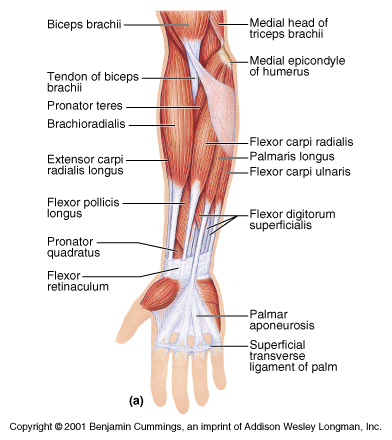 Biceps brachii
Tendon of biceps
brachii
Pronator teres
Brachioradialis
Extensor carpi
radialis longus
Flexor pollicis
longus
Pronator
quadratus
Flexor
retinaculum
Medial head of
triceps brachii
Medial epicondyle
of humerus
Flexor carpi radialis
Palmaris longus
Flexor carpi ulnaris
Flexor digitorum
superficialis
Palmar
aponeurosis
Superficial
transverse
ligament of palm
(a)
Copyright © 2001 Benjamin Cummings, an imprint of Addison Wesley Longman, Inc.